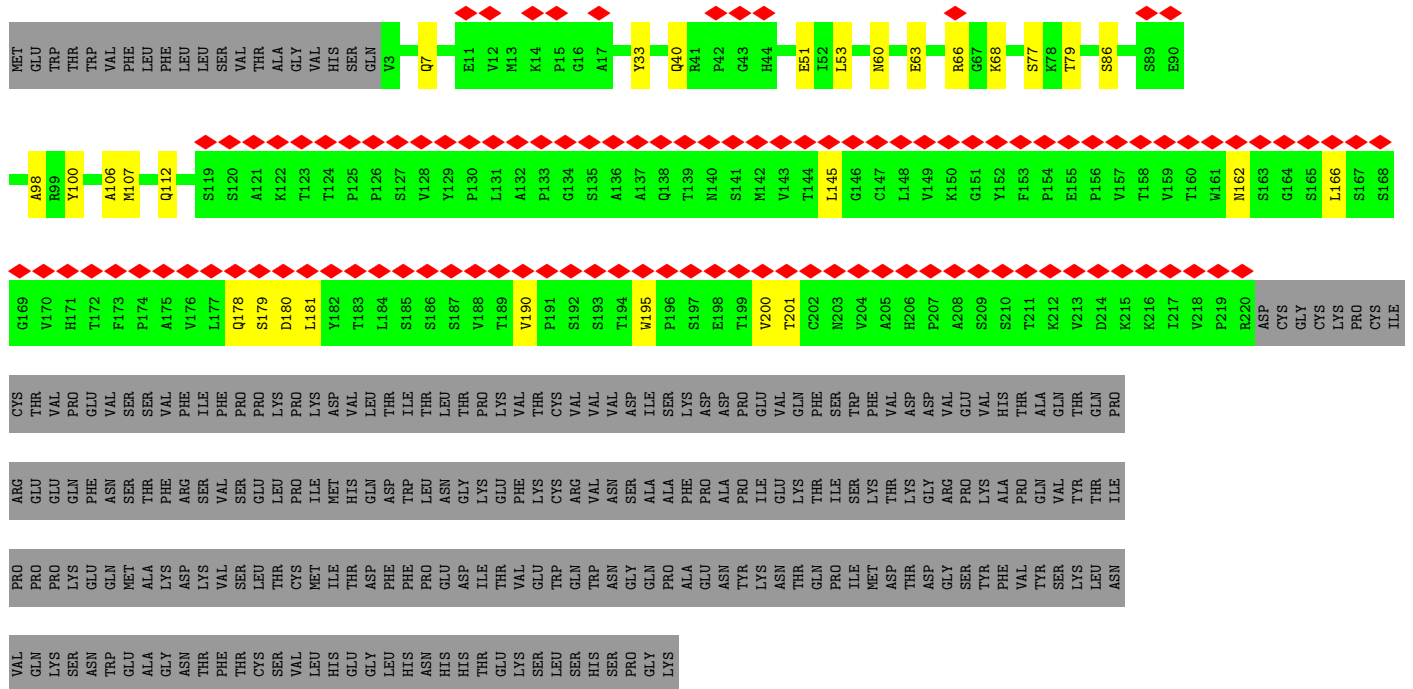 MET GLU TRP THR THR TRP VAL PHE LEU PHE LEU LEU SER VAL THR ALA GLY VAL HIS SER GLN V3 Q7 E11 V12 M13 K14 P15 G16 A17 Y33 Q40 R41 P42 G43 H44 E51 I52 L53 N60 E63 R66 G67 K68 S77 K78 T79 S86 S89 E90
A98 R99 Y100 A106 M107 Q112 S119 S120 A121 K122 T123 T124 P125 P126 S127 V128 Y129 P130 L131 A132 P133 G134 S135 A136 A137 Q138 T139 N140 S141 M142 V143 T144 L145 G146 C147 L148 V149 K150 G151 Y152 F153 P154 E155 P156 V157 T158 V159 T160 W161 N162 S163 G164 S165 L166 S167 S168
G169 V170 H171 T172 F173 P174 A175 V176 L177 Q178 S179 D180 L181 Y182 T183 L184 S185 S186 S187 V188 T189 V190 P191 S192 S193 T194 W195 P196 S197 E198 T199 V200 T201 C202 N203 V204 A205 H206 P207 A208 S209 S210 T211 K212 V213 D214 K215 K216 I217 V218 P219 R220 ASP CYS GLY CYS LYS PRO CYS ILE
CYS THR VAL PRO GLU VAL SER SER VAL PHE ILE PHE PRO PRO LYS PRO LYS ASP VAL LEU THR ILE THR LEU THR PRO LYS VAL THR CYS VAL VAL VAL ASP ILE SER LYS ASP ASP PRO GLU VAL GLN PHE SER TRP PHE VAL ASP ASP VAL GLU VAL HIS THR ALA GLN THR GLN PRO
ARG GLU GLU GLN PHE ASN SER THR PHE ARG SER VAL SER GLU LEU PRO ILE MET HIS GLN ASP TRP LEU ASN GLY LYS GLU PHE LYS CYS ARG VAL ASN SER ALA ALA PHE PRO ALA PRO ILE GLU LYS THR ILE SER LYS THR LYS GLY ARG PRO LYS ALA PRO GLN VAL TYR THR ILE
PRO PRO PRO LYS GLU GLN MET ALA LYS ASP LYS VAL SER LEU THR CYS MET ILE THR ASP PHE PHE PRO GLU ASP ILE THR VAL GLU TRP GLN TRP ASN GLY GLN PRO ALA GLU ASN TYR LYS ASN THR GLN PRO ILE MET ASP THR ASP GLY SER TYR PHE VAL TYR SER LYS LEU ASN
VAL GLN LYS SER ASN TRP GLU ALA GLY ASN THR PHE THR CYS SER VAL LEU HIS GLU GLY LEU HIS ASN HIS HIS THR GLU LYS SER LEU SER HIS SER PRO GLY LYS